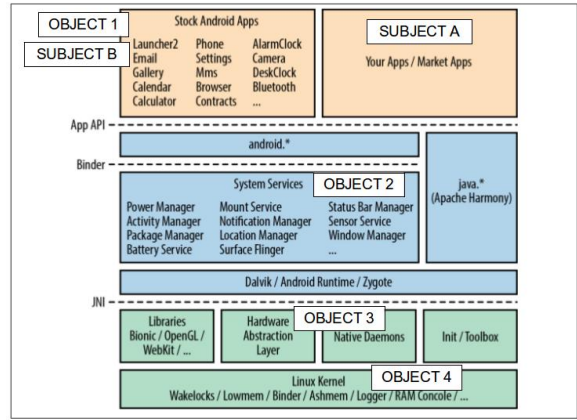 OBJECT 1
Stock Android Apps
SUBJECT B
Launcher2 Phone AlarmClock
Email Settings Camera
Gallery Mms DeskClock
Calendar Browser Bluetooth
Calculator Contracts ...
SUBJECT A
Your Apps / Market Apps
App API
android.*
Binder
System Services
OBJECT 2
Power Manager Mount Service Status Bar Manager
Activity Manager Notification Manager Sensor Service
Package Manager Location Manager Window Manager
Battery Service Surface Flinger ...
java.*
(Apache Harmony)
Dalvik / Android Runtime / Zygote
JNI
Libraries
Bionic / OpenGL /
WebKit / ...
Hardware
Abstraction
Layer
OBJECT 3
Native Daemons
Init / Toolbox
OBJECT 4
Linux Kernel
Wakelocks / Lowmem / Binder / Ashmem / Logger / RAM Concole / ...